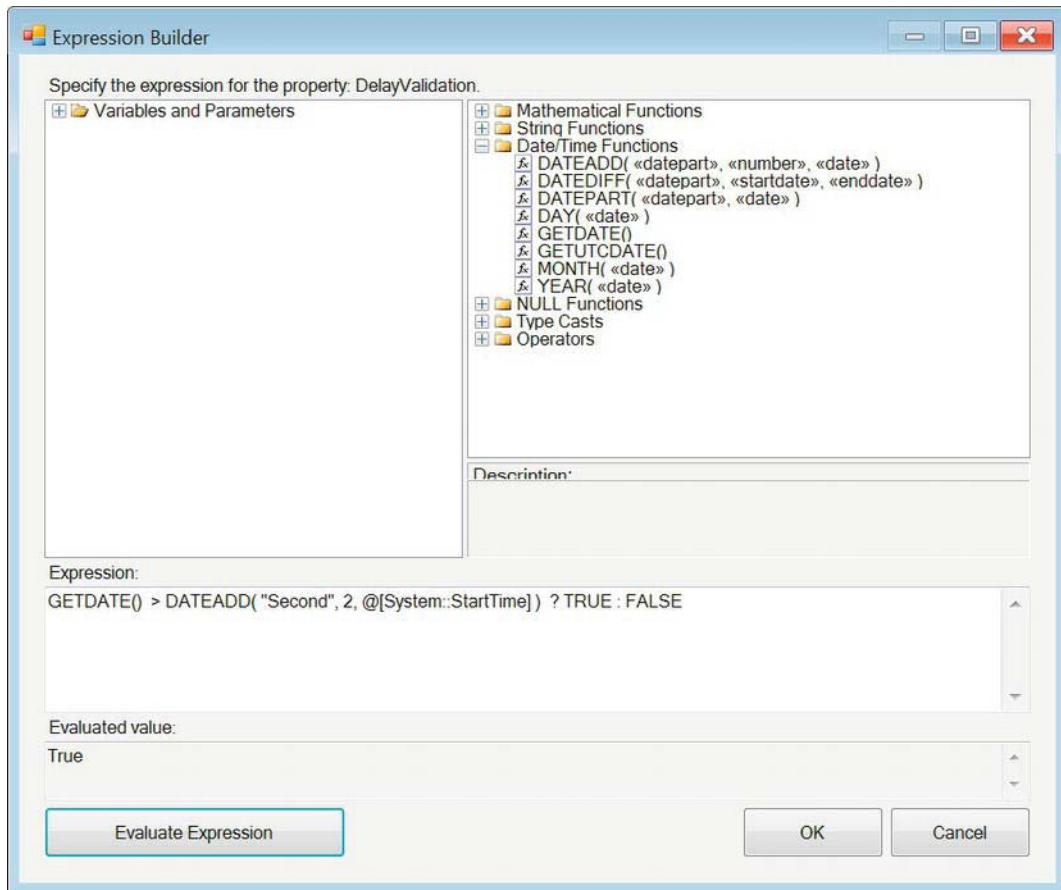 Expression Builder
Specify the expression for the property: DelayValidation.
Variables and Parameters
Mathematical Functions
String Functions
Date/Time Functions
DATEADD( «datepart», «number», «date» )
DATEDIFF( «datepart», «startdate», «enddate» )
DATEPART( «datepart», «date» )
DAY( «date» )
GETDATE()
GETUTCDATE()
MONTH( «date» )
YEAR( «date» )
NULL Functions
Type Casts
Operators
Description:
Expression:
GETDATE() > DATEADD( "Second", 2, @[System::StartTime] ) ? TRUE : FALSE
Evaluated value:
True
Evaluate Expression
OK
Cancel